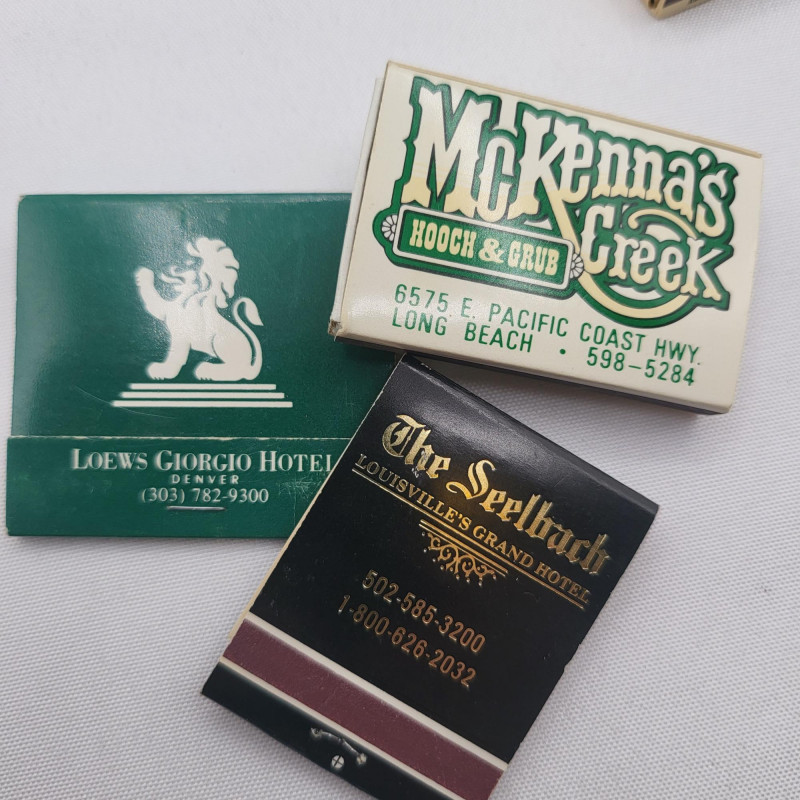 McKenna's
Creek
HOOCH & GRUB
6575 E. PACIFIC COAST HWY.
LONG BEACH • 598-5284
LOEWS GIORGIO HOTEL
DENVER
(303) 782-9300
The Seelbach
LOUISVILLE'S GRAND HOTEL
502-585-3200
1-800-626-2032